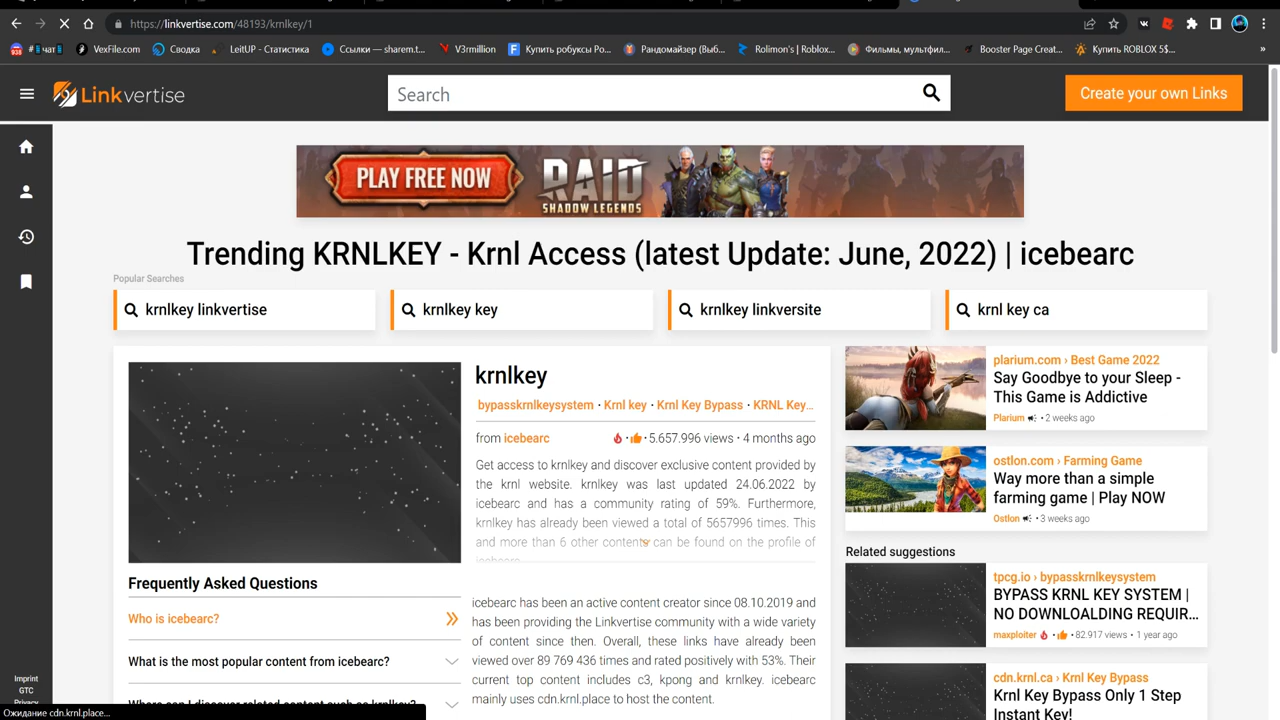 https://linkvertise.com/48193/krnlkey/1
VexFile.com
Сводка
LeitUP - Статистика
Ссылки — sharem.t...
V3rmillion
Купить робуксы Ро...
Рандомайзер (Выб...
Rolimon's | Roblox...
Фильмы, мультфил...
Booster Page Creat...
Купить ROBLOX 5$...
Linkvertise
Search
Create your own Links
PLAY FREE NOW
RAID
SHADOW LEGENDS
Trending KRNLKEY - Krnl Access (latest Update: June, 2022) | icebearc
Popular Searches
krnlkey linkvertise
krnlkey key
krnlkey linkversite
krnl key ca
krnlkey
bypasskrnlkeysystem · Krnl key · Krnl Key Bypass · KRNL Key...
from icebearc
5.657.996 views · 4 months ago
Get access to krnlkey and discover exclusive content provided by
the krnl website. krnlkey was last updated 24.06.2022 by
icebearc and has a community rating of 59%. Furthermore,
krnlkey has already been viewed a total of 5657996 times. This
and more than 6 other contents can be found on the profile of
icebearc.
Frequently Asked Questions
Who is icebearc?
What is the most popular content from icebearc?
Where can I discover related content such as krnlkey?
icebearc has been an active content creator since 08.10.2019 and
has been providing the Linkvertise community with a wide variety
of content since then. Overall, these links have already been
viewed over 89 769 436 times and rated positively with 53%. Their
current top content includes c3, kpong and krnlkey. icebearc
mainly uses cdn.krnl.place to host the content.
plarium.com › Best Game 2022
Say Goodbye to your Sleep -
This Game is Addictive
Plarium • 2 weeks ago
ostlon.com › Farming Game
Way more than a simple
farming game | Play NOW
Ostlon • 3 weeks ago
Related suggestions
tpcg.io › bypasskrnlkeysystem
BYPASS KRNL KEY SYSTEM |
NO DOWNLOALDING REQUIR...
maxploiter • 82.917 views • 1 year ago
cdn.krnl.ca › Krnl Key Bypass
Krnl Key Bypass Only 1 Step
Instant Key!
Imprint
GTC
Privacy
Ожидание cdn.krnl.place...